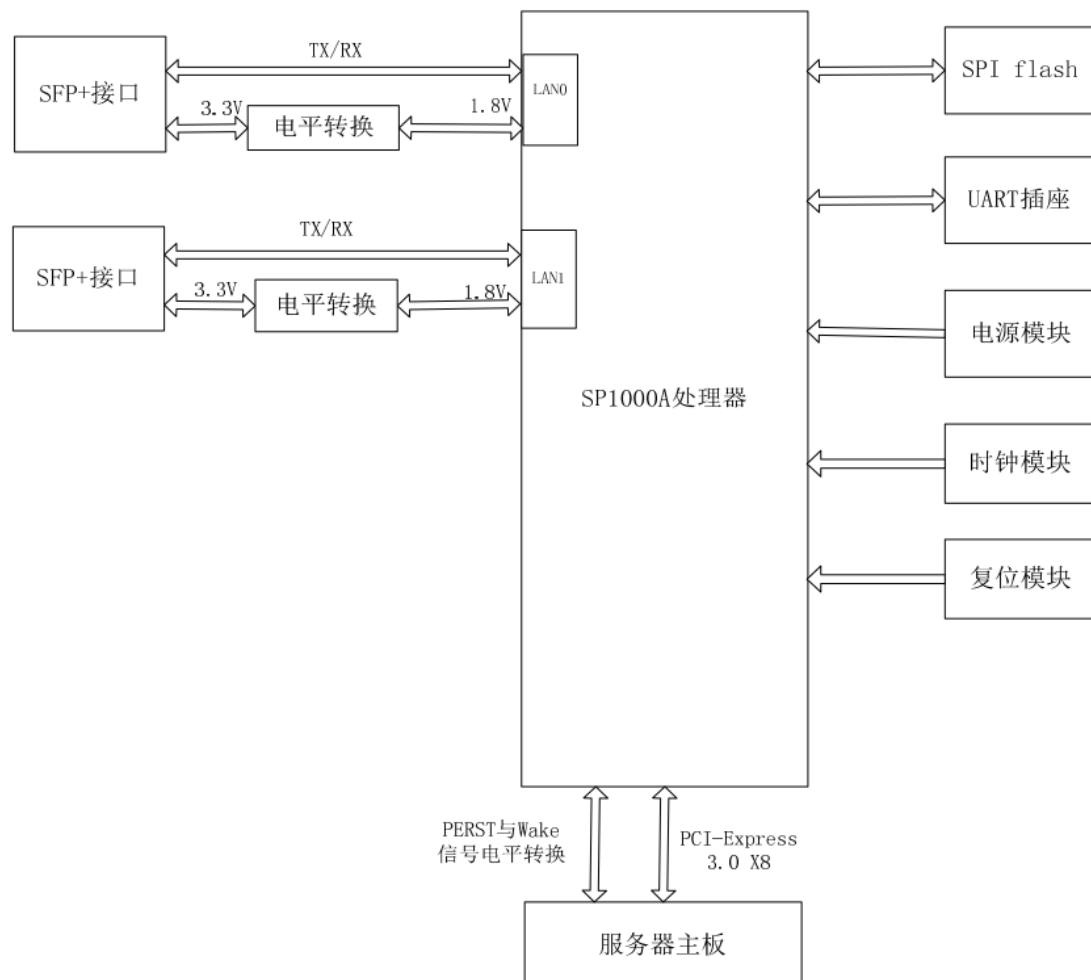 TX/RX
SFP+接口
3.3V
电平转换
1.8V
LAN0
SPI flash
UART插座
TX/RX
SFP+接口
3.3V
电平转换
1.8V
LAN1
电源模块
SP1000A处理器
时钟模块
复位模块
PERST与Wake
信号电平转换
PCI-Express
3.0 X8
服务器主板